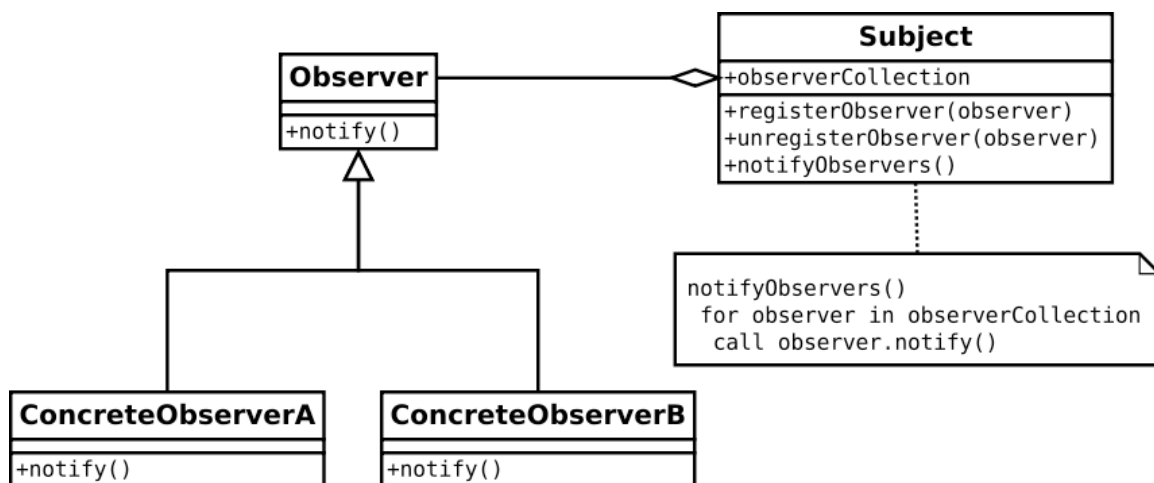 Observer
+notify()
Subject
+observerCollection
+registerObserver(observer)
+unregisterObserver(observer)
+notifyObservers()
notifyObservers()
for observer in observerCollection
call observer.notify()
ConcreteObserverA
+notify()
ConcreteObserverB
+notify()